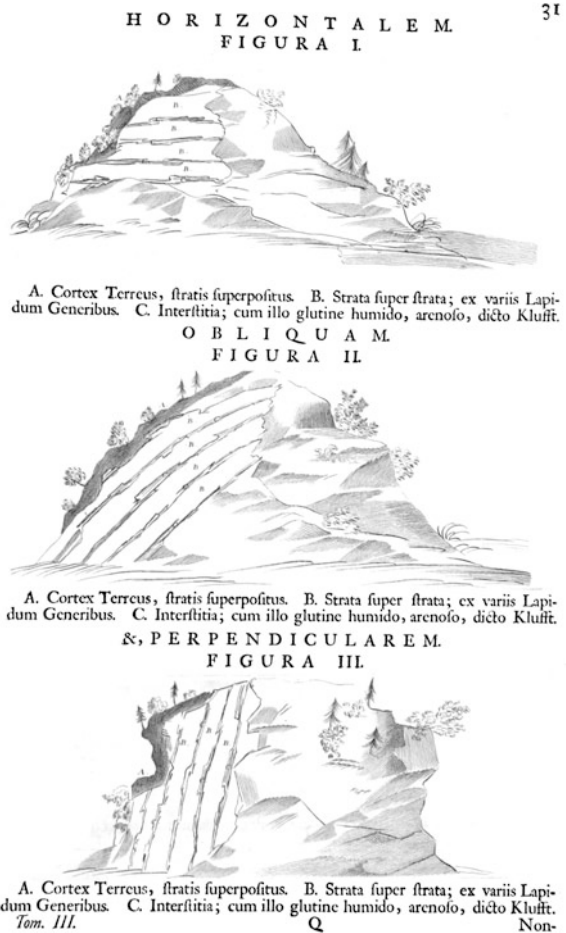 31
HORIZONTALEM.
FIGURA I.
B.
B.
B.
B.
A. Cortex Terreus, ſtratis ſuperpoſitus. B. Strata ſuper ſtrata; ex variis Lapi-
dum Generibus. C. Interſtitia; cum illo glutine humido, arenoſo, dicto Klufft.
OBLIQUAM.
FIGURA II.
B.
B.
B.
B.
A. Cortex Terreus, ſtratis ſuperpoſitus. B. Strata ſuper ſtrata; ex variis Lapi-
dum Generibus. C. Interſtitia; cum illo glutine humido, arenoſo, dicto Klufft.
&, PERPENDICULAREM.
FIGURA III.
A
B.
B.
B.
A. Cortex Terreus, ſtratis ſuperpoſitus. B. Strata ſuper ſtrata; ex variis Lapi-
dum Generibus. C. Interſtitia; cum illo glutine humido, arenoſo, dicto Klufft.
Tom. III. Q Non-